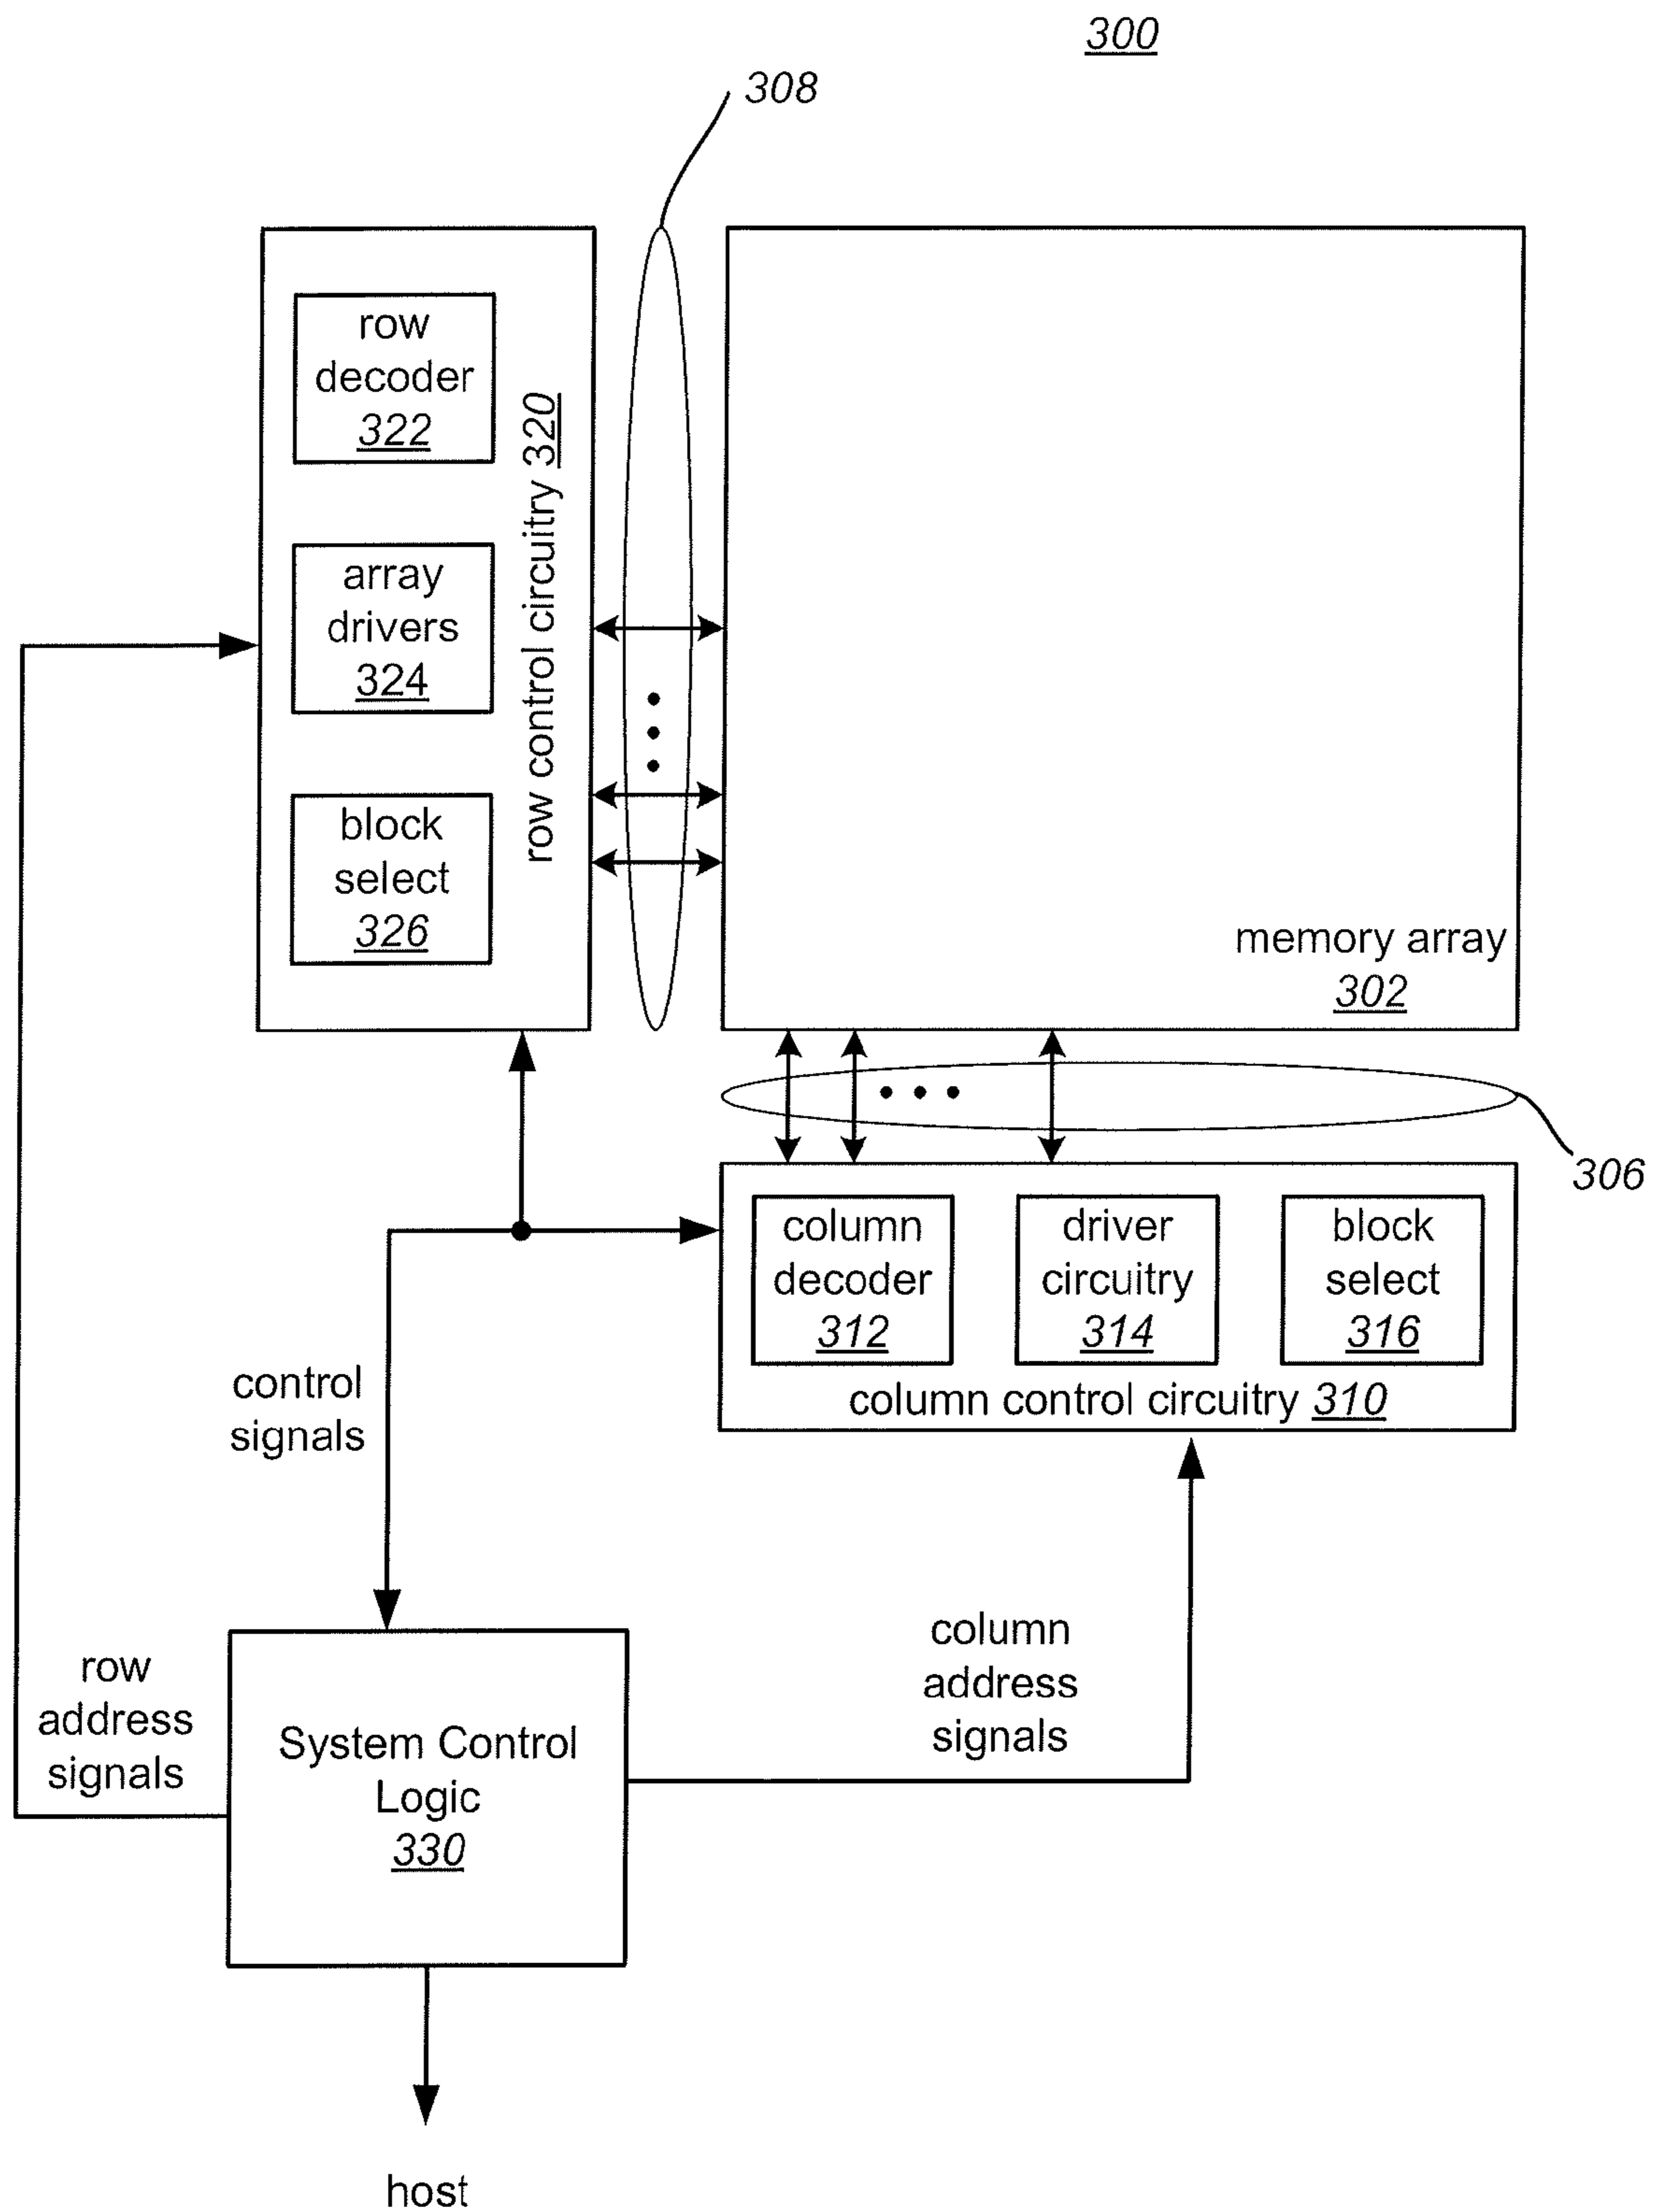 300
308
row
decoder
322
array
drivers
324
block
select
326
row control circuitry 320
memory array
302
306
column
decoder
312
driver
circuitry
314
block
select
316
column control circuitry 310
control
signals
row
address
signals
System Control
Logic
330
column
address
signals
host